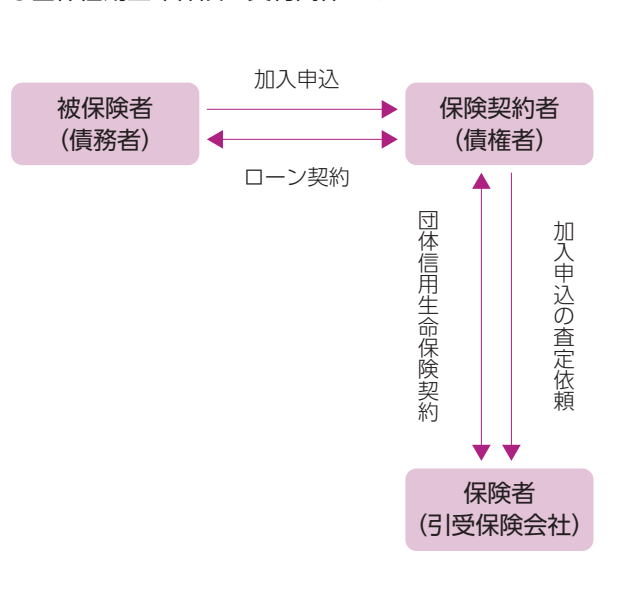 加入申込
被保険者
（債務者）
保険契約者
（債権者）
ローン契約
団体信用生命保険契約
加入申込の査定依頼
保険者
（引受保険会社）